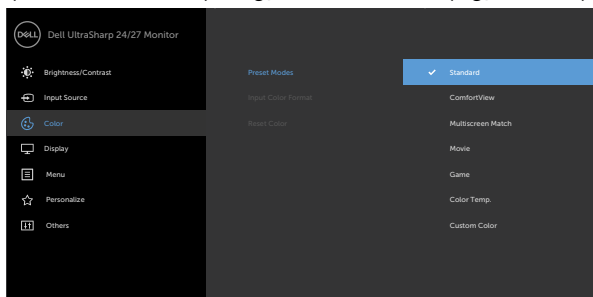 DELL Dell UltraSharp 24/27 Monitor
Brightness/Contrast Preset Modes Standard
Input Source Input Color Format ComfortView
Color Reset Color Multiscreen Match
Display Movie
Menu Game
Personalize Color Temp.
Others Custom Color